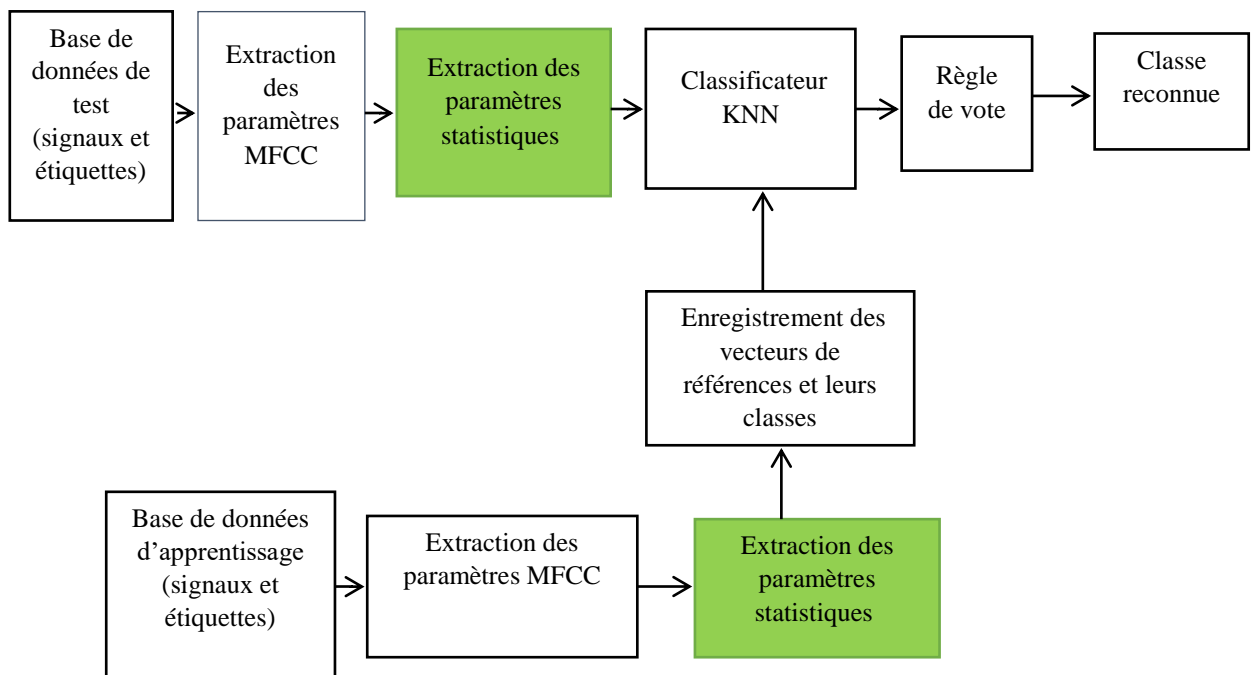 Base de
données de
test
(signaux et
étiquettes)
Extraction
des
paramètres
MFCC
Extraction des
paramètres
statistiques
Classificateur
KNN
Règle
de vote
Classe
reconnue
Enregistrement des
vecteurs de
références et leurs
classes
Base de données
d’apprentissage
(signaux et
étiquettes)
Extraction des
paramètres MFCC
Extraction des
paramètres
statistiques